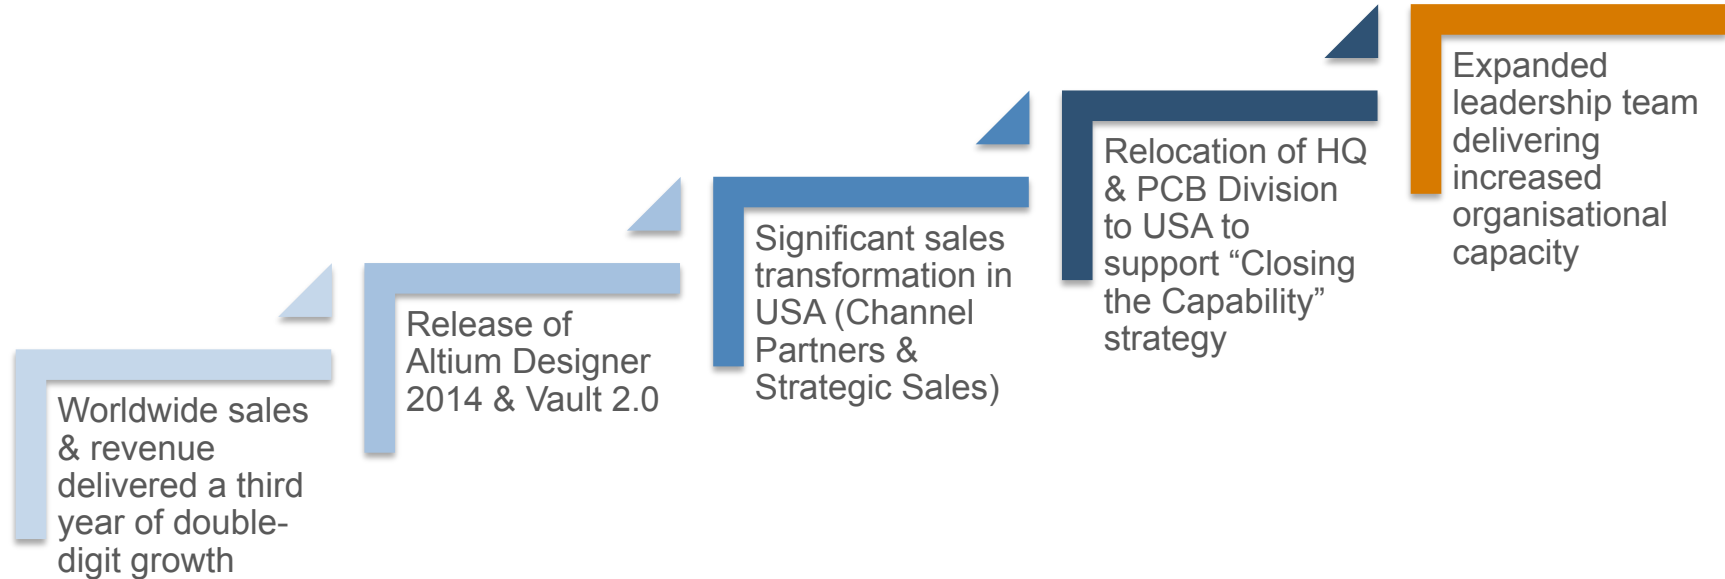 Worldwide sales
& revenue
delivered a third
year of double-
digit growth
Release of
Altium Designer
2014 & Vault 2.0
Significant sales
transformation in
USA (Channel
Partners &
Strategic Sales)
Relocation of HQ
& PCB Division
to USA to
support “Closing
the Capability”
strategy
Expanded
leadership team
delivering
increased
organisational
capacity